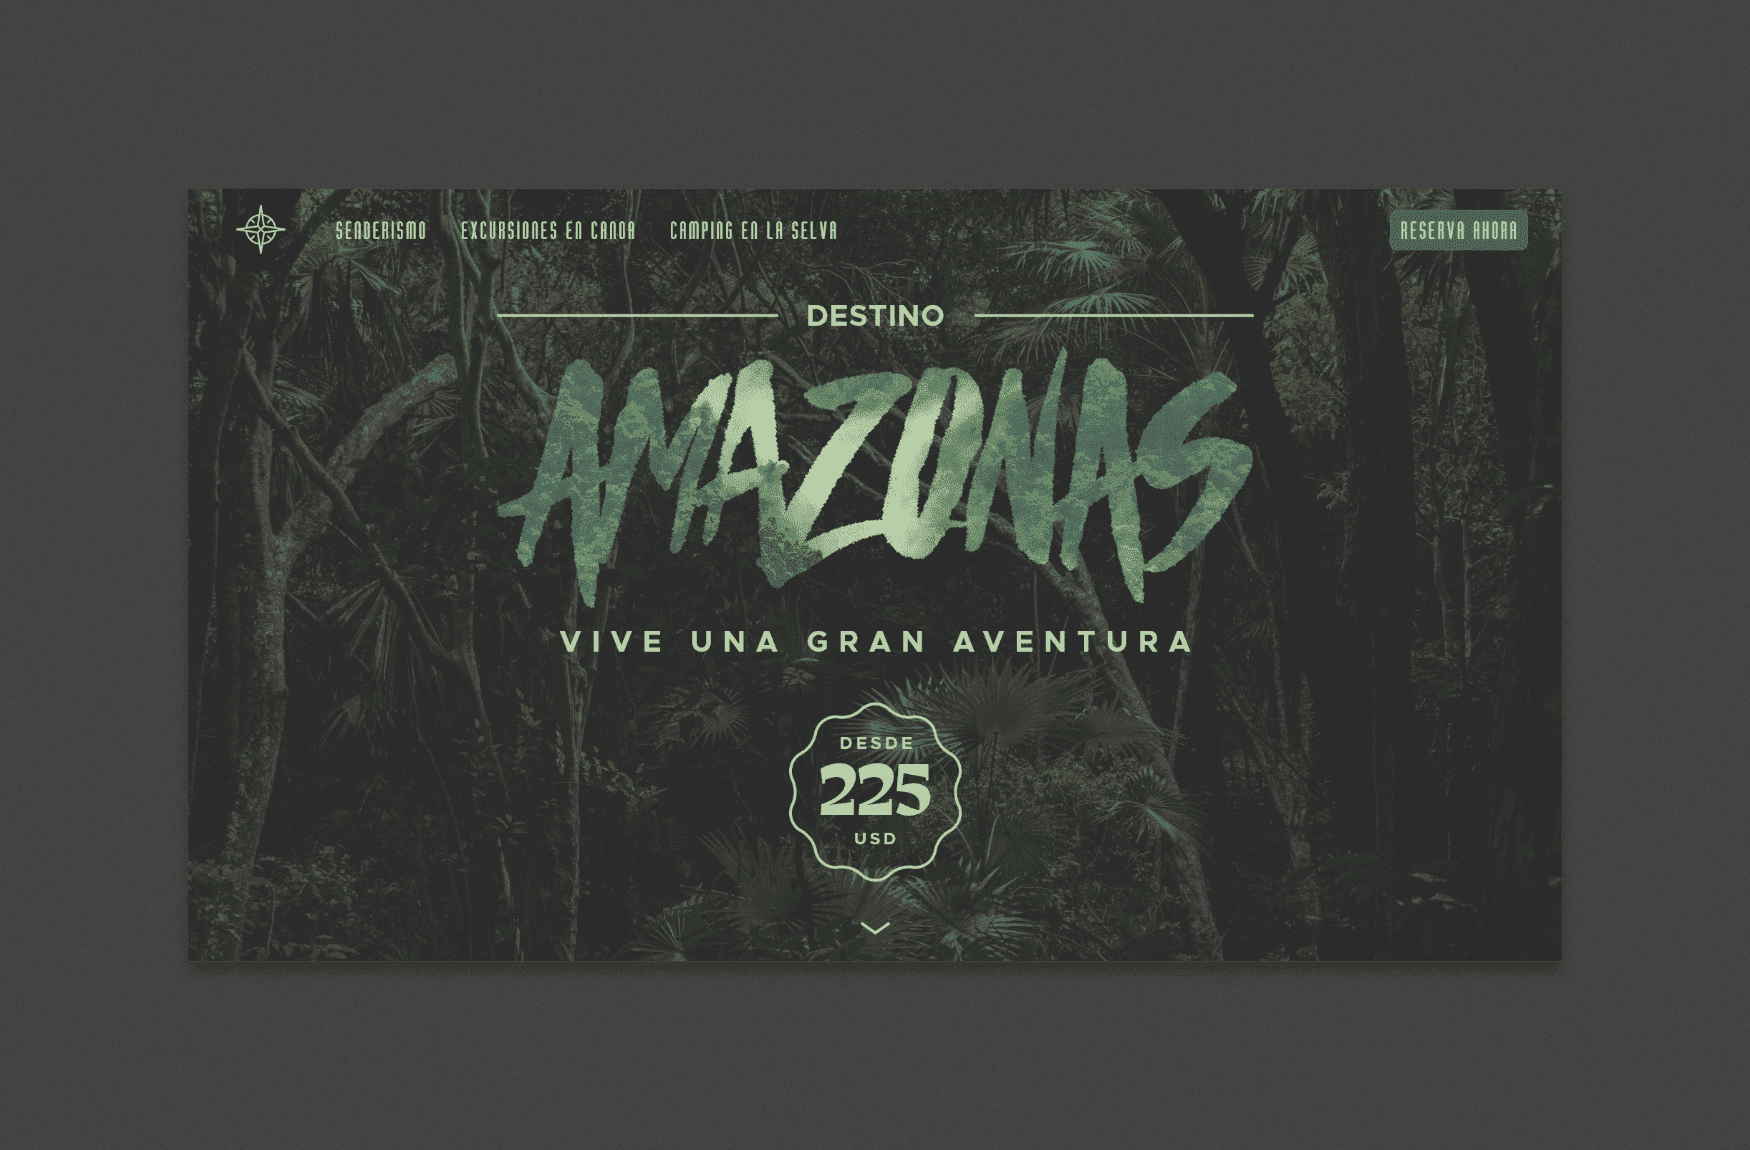 SENDERISMO EXCURSIONES EN CANOA CAMPING EN LA SELVA RESERVA AHORA
DESTINO
AMAZONAS
VIVE UNA GRAN AVENTURA
DESDE
225
USD